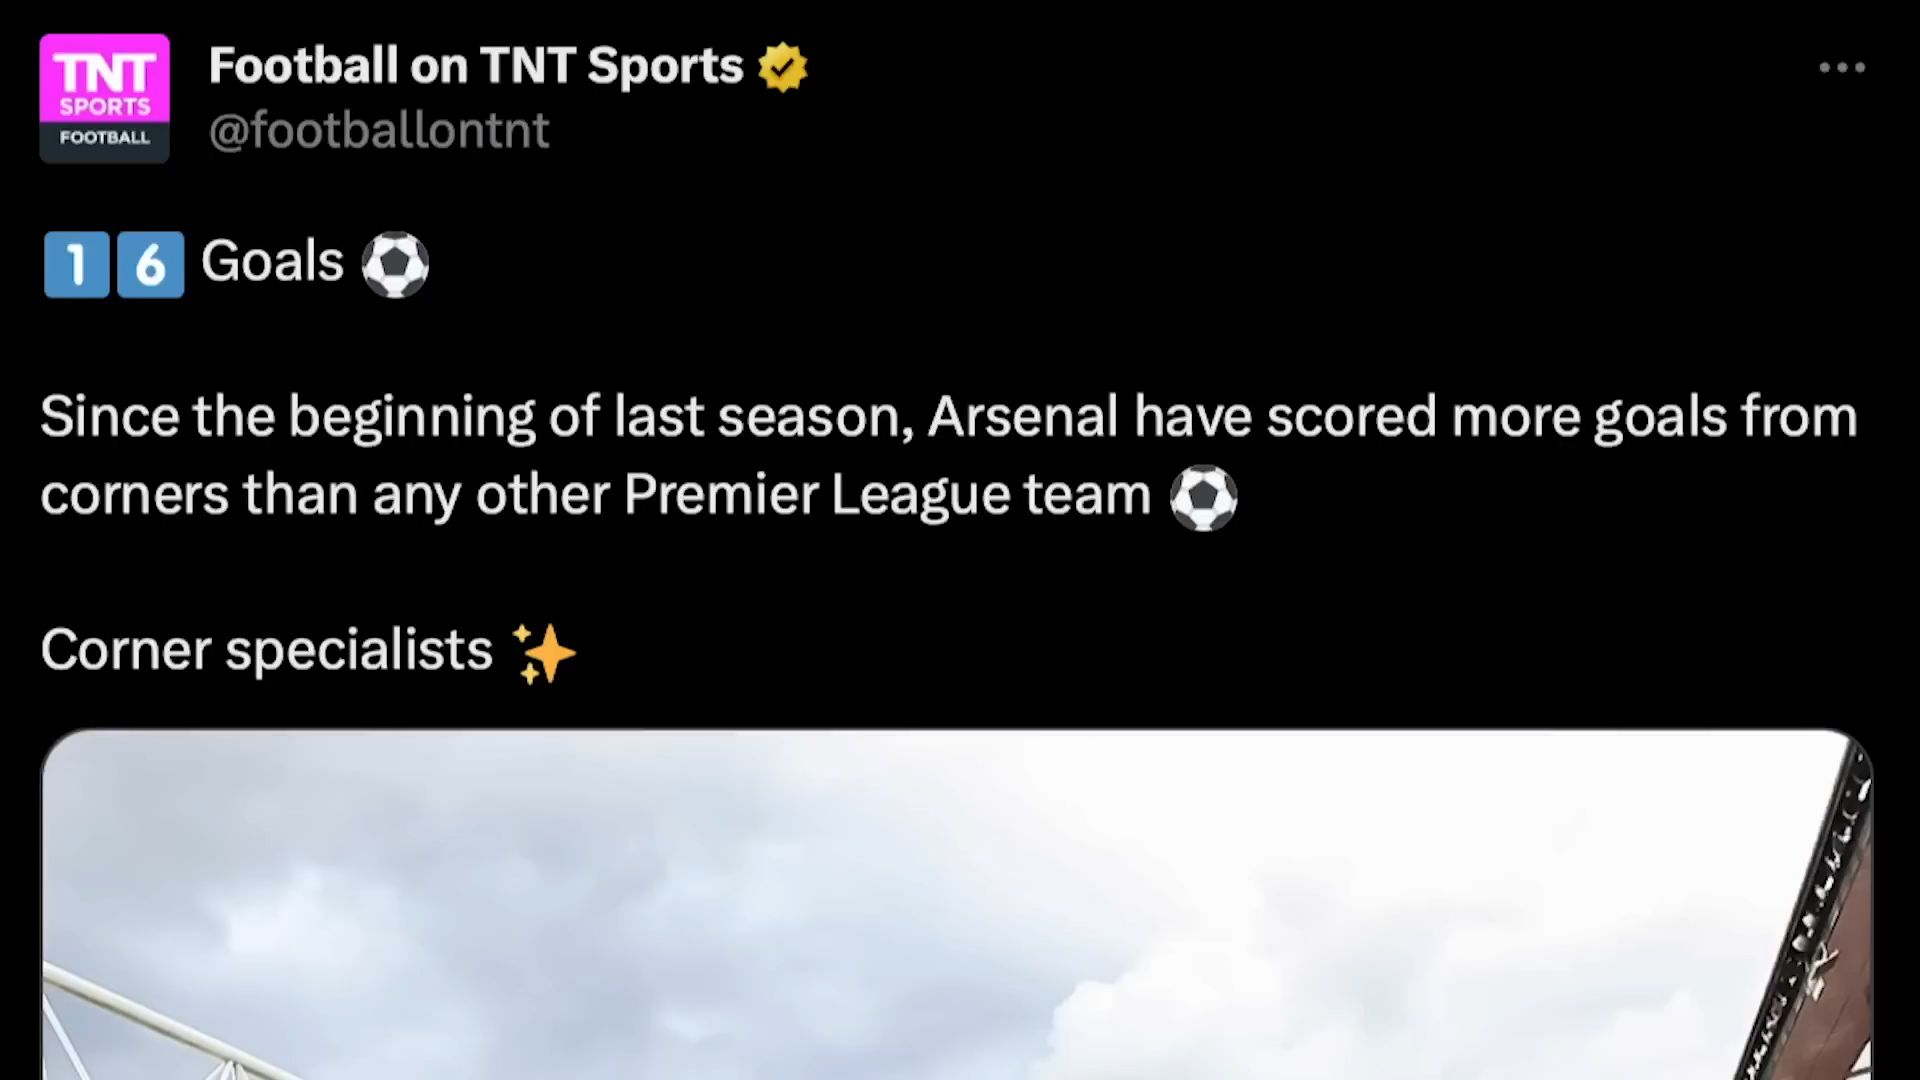 TNT
SPORTS
FOOTBALL
Football on TNT Sports
@footballontnt
16 Goals ⚽
Since the beginning of last season, Arsenal have scored more goals from
corners than any other Premier League team ⚽
Corner specialists ✨